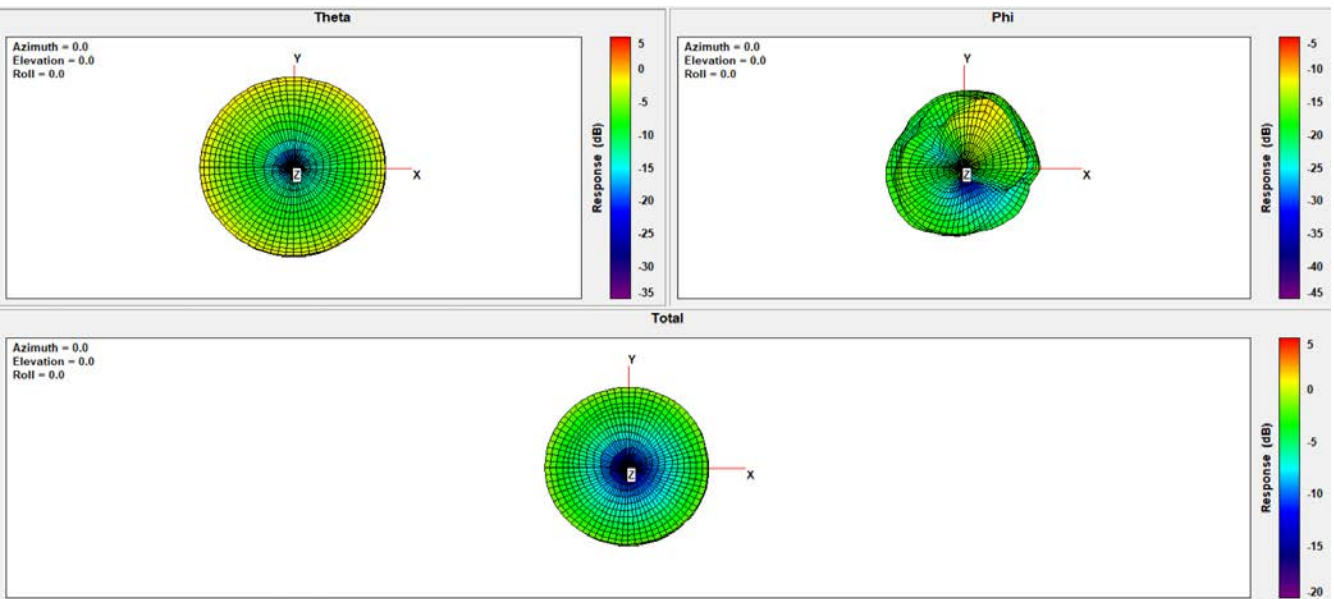 Theta
Azimuth = 0.0
Elevation = 0.0
Roll = 0.0
Y
X
Z
5
0
-5
-10
-15
-20
-25
-30
-35
Response (dB)
Phi
Azimuth = 0.0
Elevation = 0.0
Roll = 0.0
Y
X
Z
-5
-10
-15
-20
-25
-30
-35
-40
-45
Response (dB)
Total
Azimuth = 0.0
Elevation = 0.0
Roll = 0.0
Y
X
Z
5
0
-5
-10
-15
-20
Response (dB)